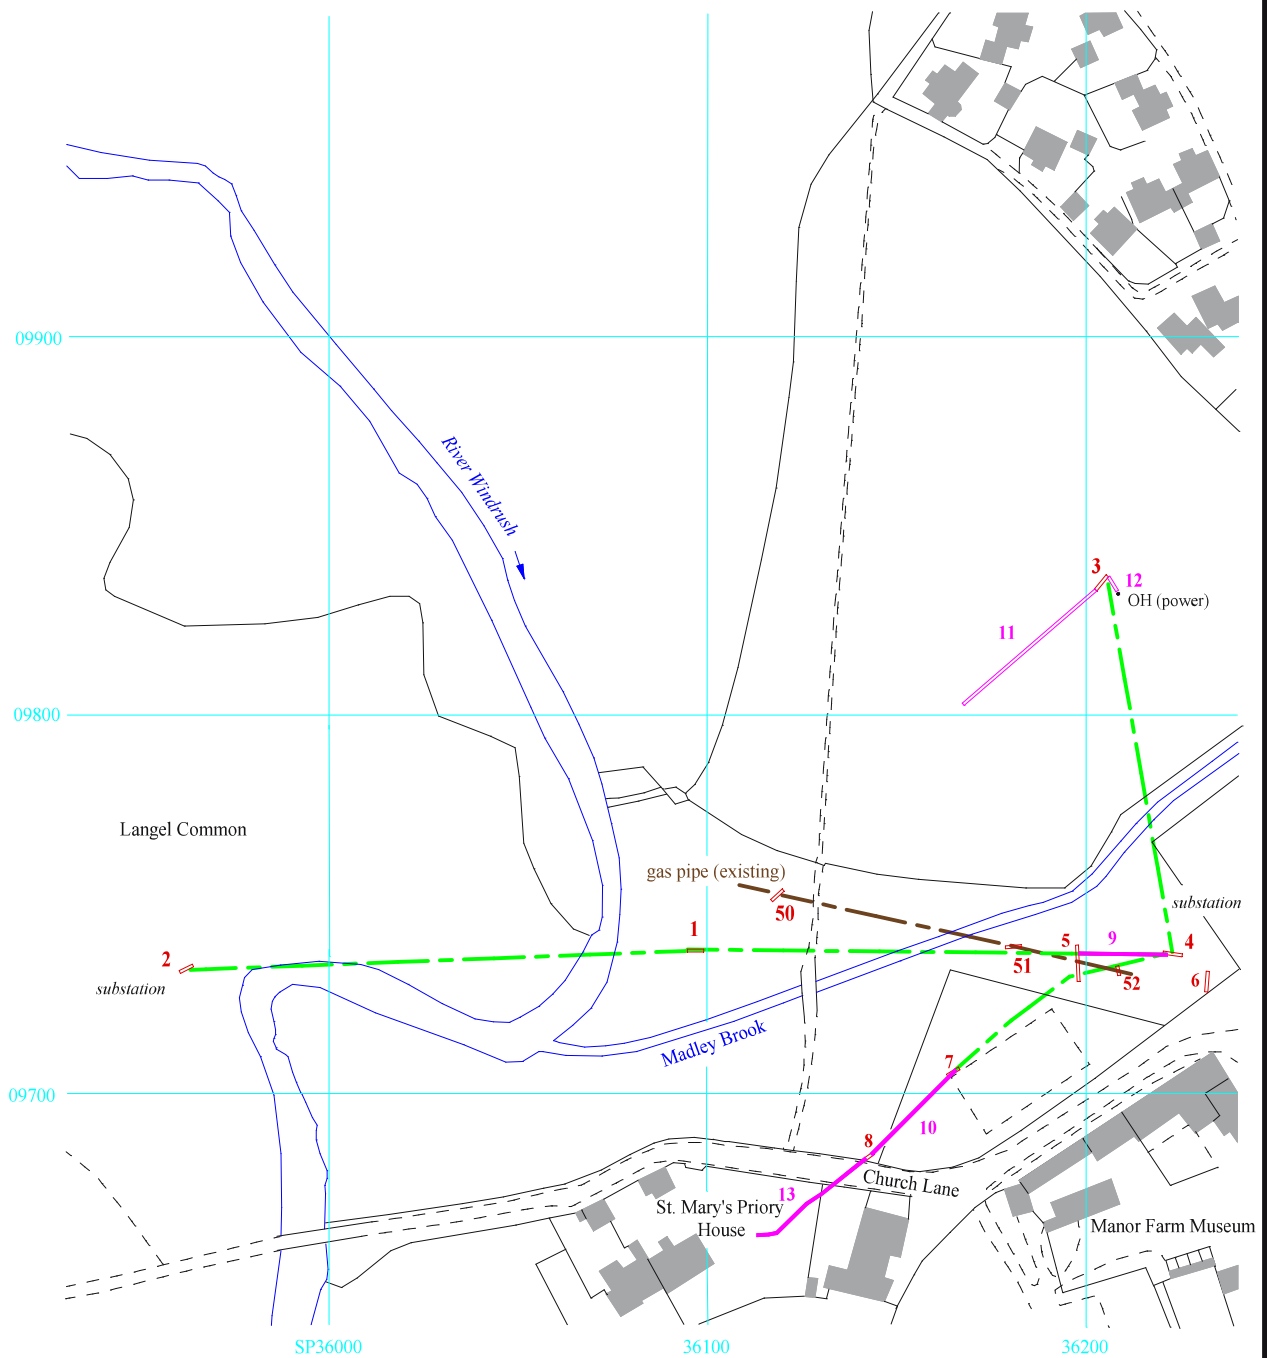 09900
River Windrush
3
12
OH (power)
11
09800
Langel Common
gas pipe (existing)
substation
50
1
5
9
4
2
51
52
6
substation
Madley Brook
7
09700
10
8
Church Lane
13
St. Mary's Priory
House
Manor Farm Museum
SP36000
36100
36200